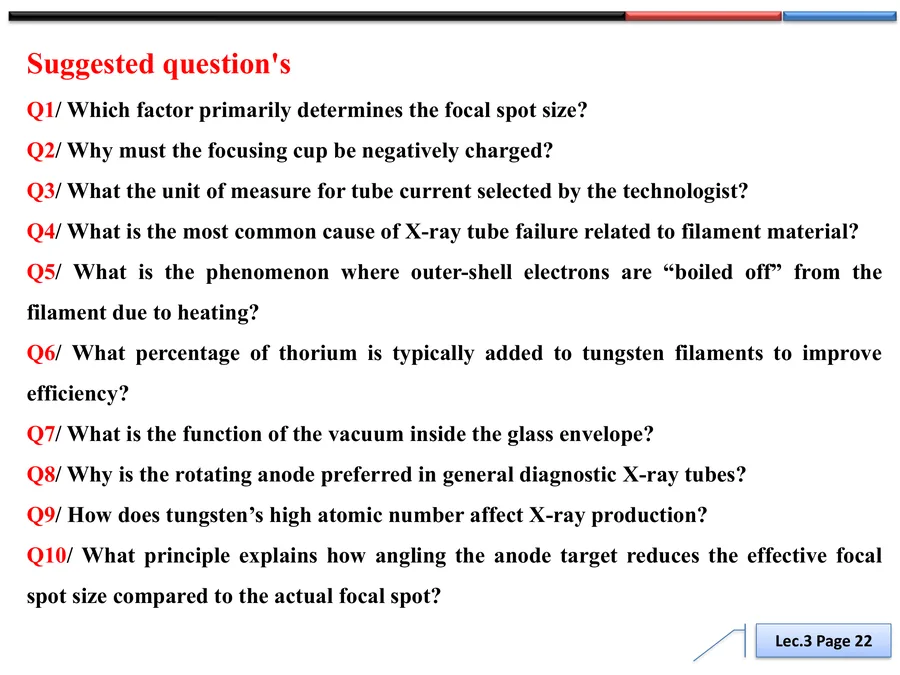 Suggested question's
Q1/ Which factor primarily determines the focal spot size?
Q2/ Why must the focusing cup be negatively charged?
Q3/ What the unit of measure for tube current selected by the technologist?
Q4/ What is the most common cause of X-ray tube failure related to filament material?
Q5/ What is the phenomenon where outer-shell electrons are “boiled off” from the
filament due to heating?
Q6/ What percentage of thorium is typically added to tungsten filaments to improve
efficiency?
Q7/ What is the function of the vacuum inside the glass envelope?
Q8/ Why is the rotating anode preferred in general diagnostic X-ray tubes?
Q9/ How does tungsten’s high atomic number affect X-ray production?
Q10/ What principle explains how angling the anode target reduces the effective focal
spot size compared to the actual focal spot?
Lec.3 Page 22